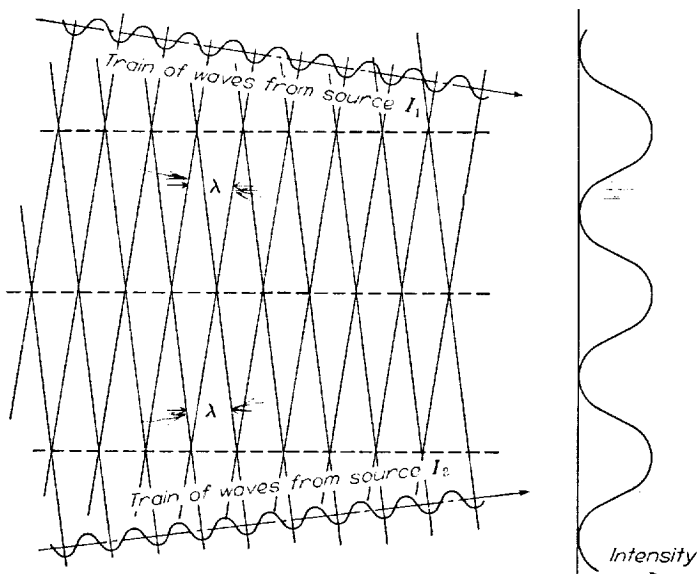 Train of waves from source I₁
λ
λ
Train of waves from source I₂
Intensity